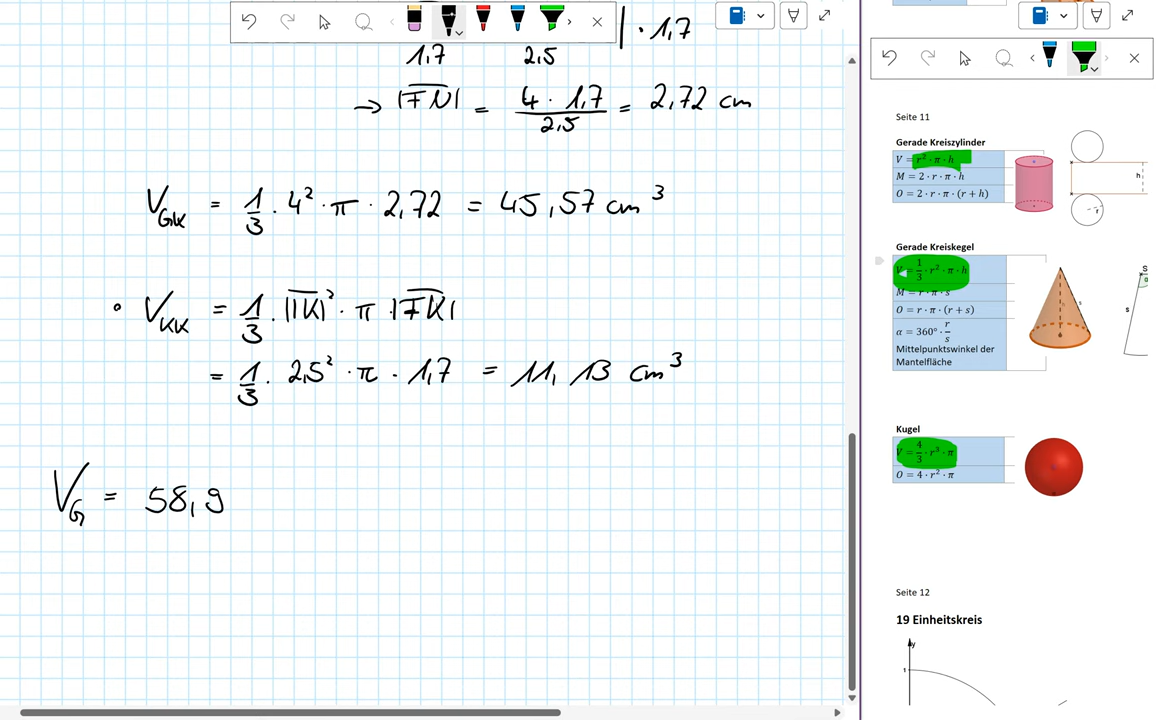 | · 1,7
1,7 2,5
→ |F̅N̅| = 4 · 1,7 / 2,5 = 2,72 cm
V_GK = 1/3 · 4² · π · 2,72 = 45,57 cm³
• V_KK = 1/3 · |I̅K̅|² · π · |F̅K̅|
= 1/3 · 2,5² · π · 1,7 = 11,13 cm³
V_G = 58,9
Seite 11
Gerade Kreiszylinder
V = r² · π · h
M = 2 · r · π · h
O = 2 · r · π · (r + h)
h
r
Gerade Kreiskegel
V = 1/3 · r² · π · h
M = r · π · s
O = r · π · (r + s)
α = 360° · r/s
Mittelpunktswinkel der
Mantelfläche
s
S
α
s
Kugel
V = 4/3 · r³ · π
O = 4 · r² · π
Seite 12
19 Einheitskreis
y
1